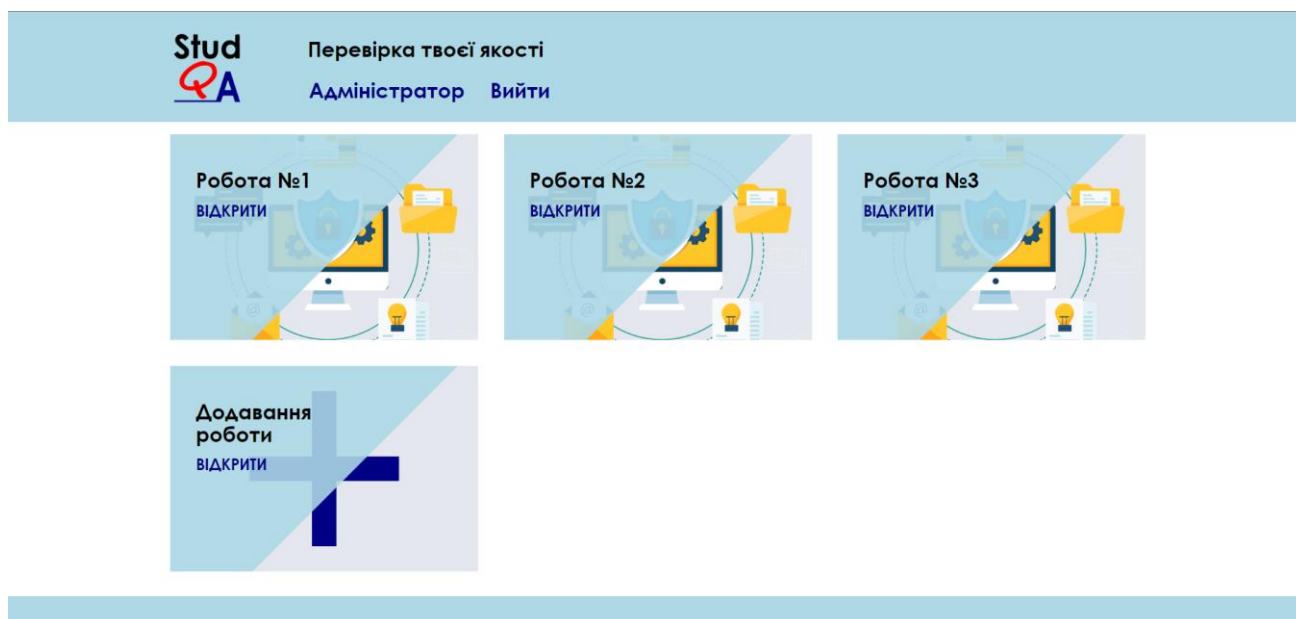 Stud
QA
Перевірка твоєї якості
Адміністратор Вийти
Робота №1
ВІДКРИТИ
Робота №2
ВІДКРИТИ
Робота №3
ВІДКРИТИ
Додавання
роботи
ВІДКРИТИ